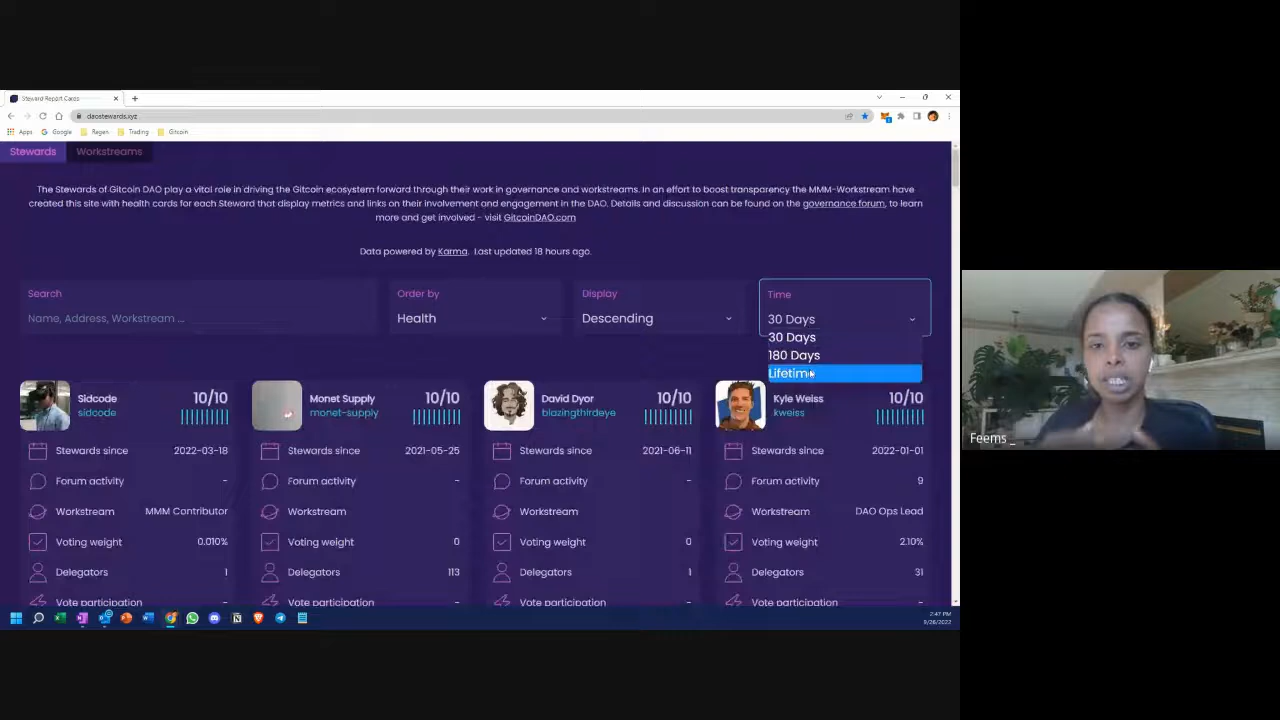 Steward Report Cards
daostewards.xyz
Apps Google Regen Trading Gitcoin
Stewards Workstreams
The Stewards of Gitcoin DAO play a vital role in driving the Gitcoin ecosystem forward through their work in governance and workstreams. In an effort to boost transparency the MMM-Workstream have
created this site with health cards for each Steward that display metrics and links on their involvement and engagement in the DAO. Details and discussion can be found on the governance forum, to learn
more and get involved - visit GitcoinDAO.com
Data powered by Karma. Last updated 18 hours ago.
Search Order by Display Time
Name, Address, Workstream ... Health Descending 30 Days
30 Days
180 Days
Lifetime
Sidcode 10/10 Monet Supply 10/10 David Dyor 10/10 Kyle Weiss 10/10
sidcode monet-supply blazingthirdeye kweiss
Stewards since 2022-03-18 Stewards since 2021-05-25 Stewards since 2021-06-11 Stewards since 2022-01-01
Forum activity - Forum activity - Forum activity - Forum activity 9
Workstream MMM Contributor Workstream Workstream Workstream DAO Ops Lead
Voting weight 0.010% Voting weight 0 Voting weight 0 Voting weight 2.10%
Delegators 1 Delegators 113 Delegators 1 Delegators 31
Vote participation - Vote participation - Vote participation - Vote participation -
2:47 PM
9/28/2022
Feems _